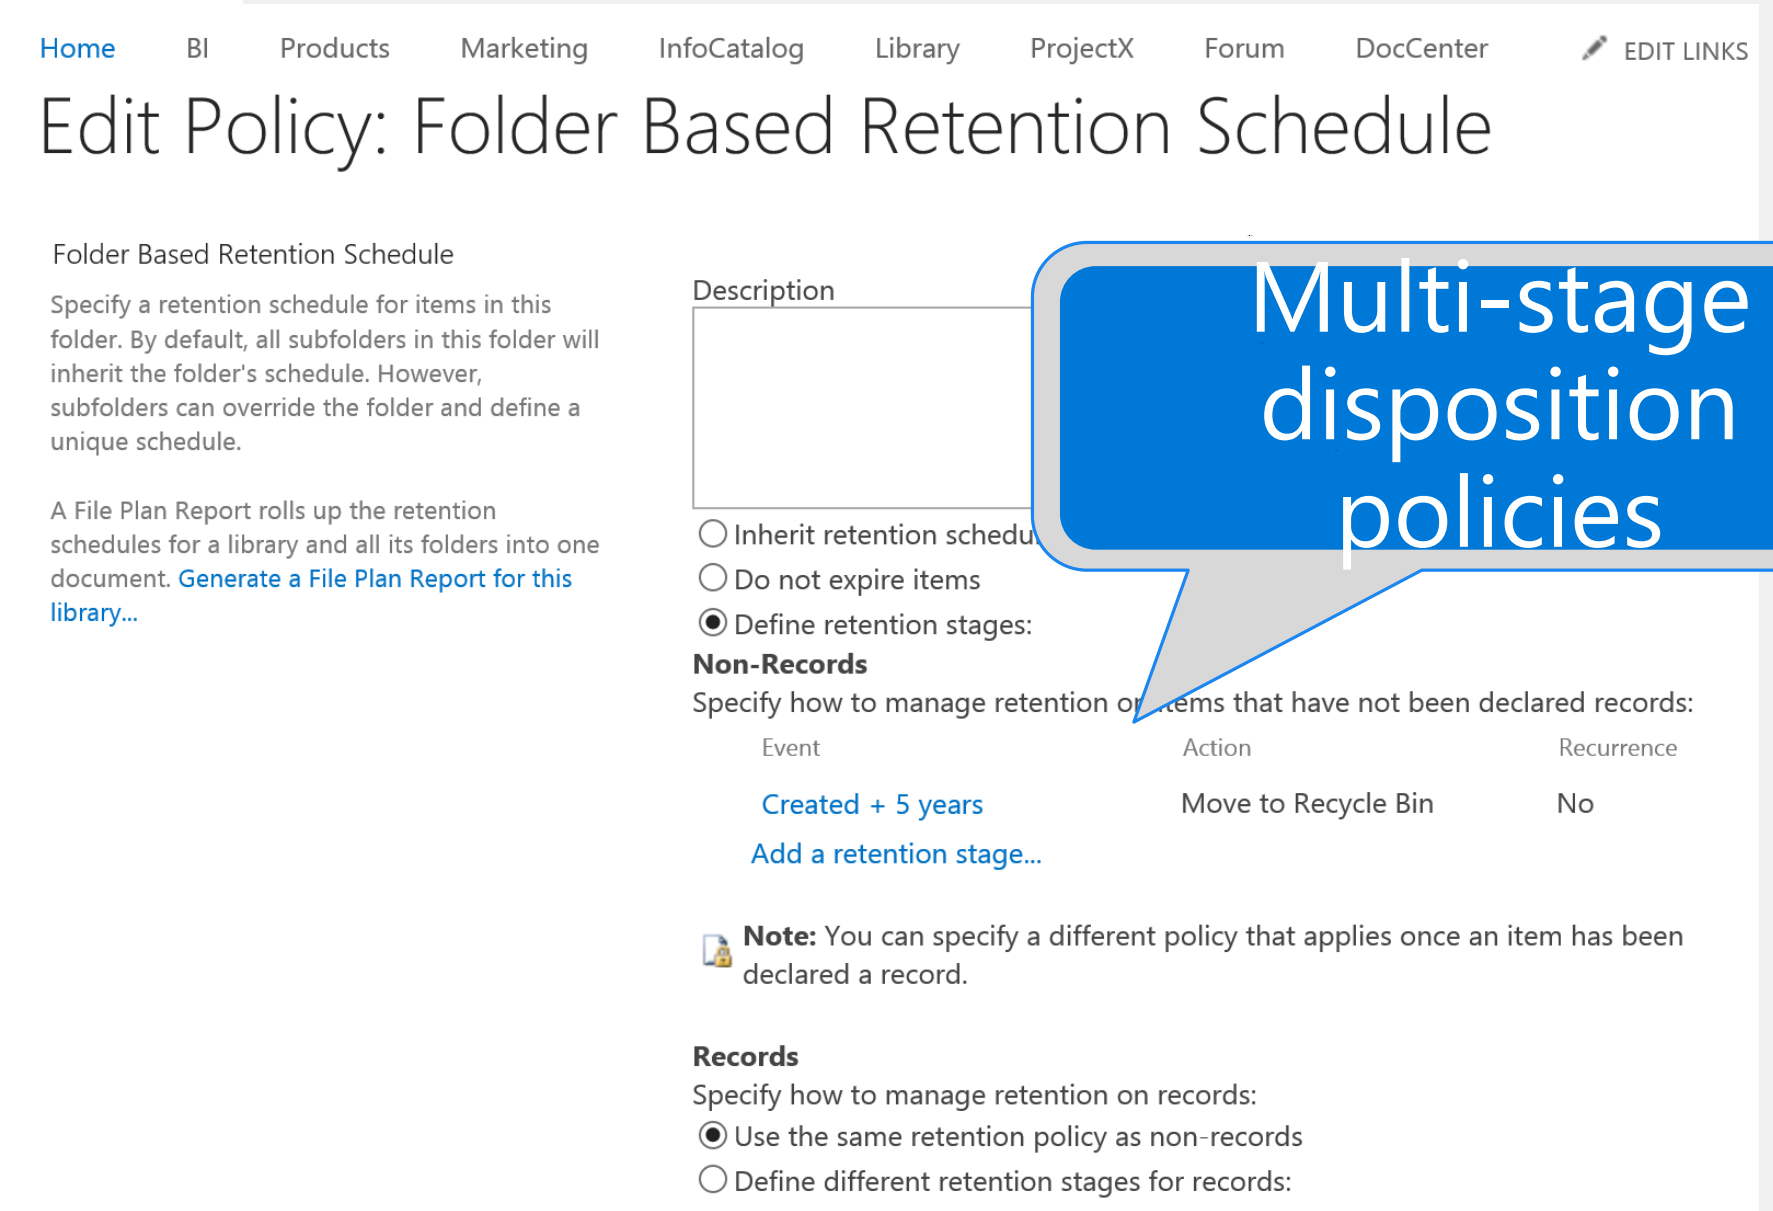 Home BI Products Marketing InfoCatalog Library ProjectX Forum DocCenter EDIT LINKS
Edit Policy: Folder Based Retention Schedule
Folder Based Retention Schedule
Specify a retention schedule for items in this
folder. By default, all subfolders in this folder will
inherit the folder's schedule. However,
subfolders can override the folder and define a
unique schedule.
A File Plan Report rolls up the retention
schedules for a library and all its folders into one
document. Generate a File Plan Report for this
library...
Description
Multi-stage
disposition
policies
Inherit retention
Do not expire items
Define retention stages:
Non-Records
Specify how to manage retention on items that have not been declared records:
Event Action Recurrence
Created + 5 years Move to Recycle Bin No
Add a retention stage...
Note: You can specify a different policy that applies once an item has been
declared a record.
Records
Specify how to manage retention on records:
Use the same retention policy as non-records
Define different retention stages for records: